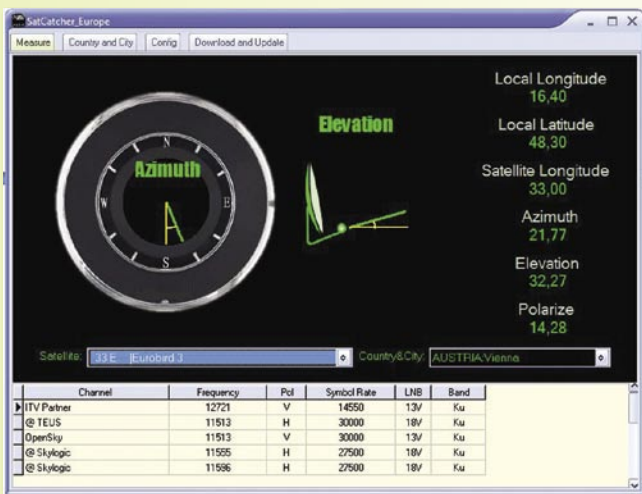 SatCatcher_Europe
Measure Country and City Config Download and Update
Local Longitude
16,40
Local Latitude
48,30
Satellite Longitude
33,00
Azimuth
21,77
Elevation
32,27
Polarize
14,28
N
Azimuth
W E
S
Elevation
Satellite: 33 E |Eurobird 3 Country&City: AUSTRIA:Vienna
Channel Frequency Pol Symbol Rate LNB Band
ITV Partner 12721 V 14550 13V Ku
@ TEUS 11513 H 30000 18V Ku
OpenSky 11513 V 30000 13V Ku
@ Skylogic 11555 H 27500 18V Ku
@ Skylogic 11596 H 27500 18V Ku